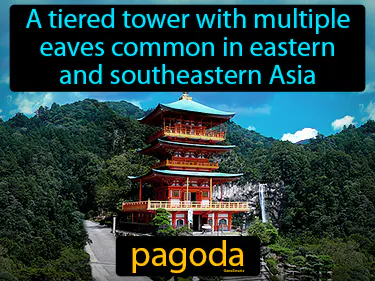 A tiered tower with multiple
eaves common in eastern
and southeastern Asia
pagoda